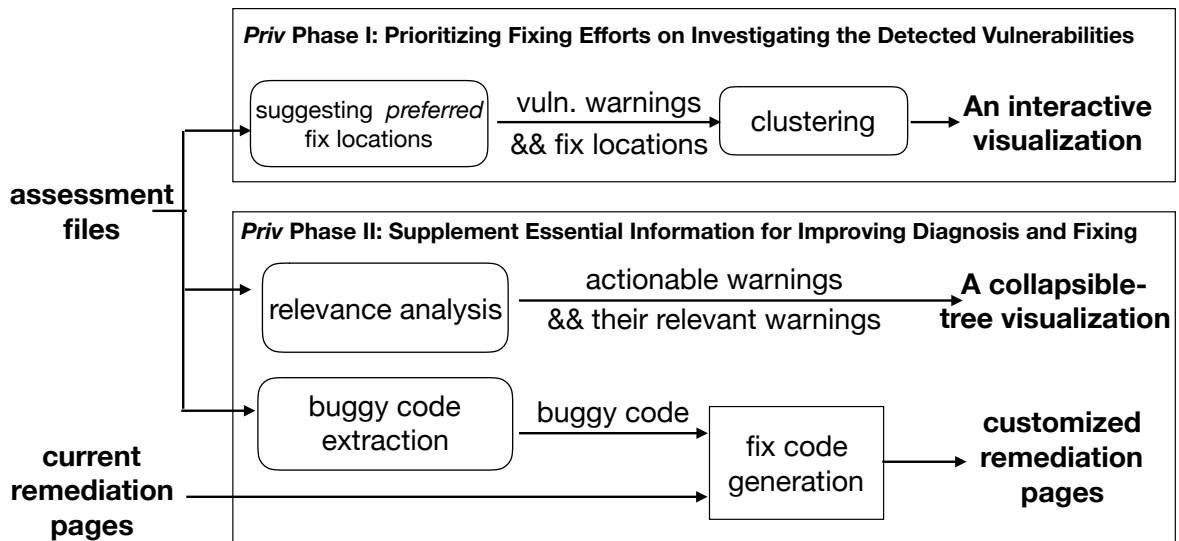 Priv Phase I: Prioritizing Fixing Efforts on Investigating the Detected Vulnerabilities
suggesting preferred
fix locations
vuln. warnings
&& fix locations
clustering
An interactive
visualization
assessment
files
Priv Phase II: Supplement Essential Information for Improving Diagnosis and Fixing
relevance analysis
actionable warnings
&& their relevant warnings
A collapsible-
tree visualization
buggy code
extraction
buggy code
fix code
generation
customized
remediation
pages
current
remediation
pages